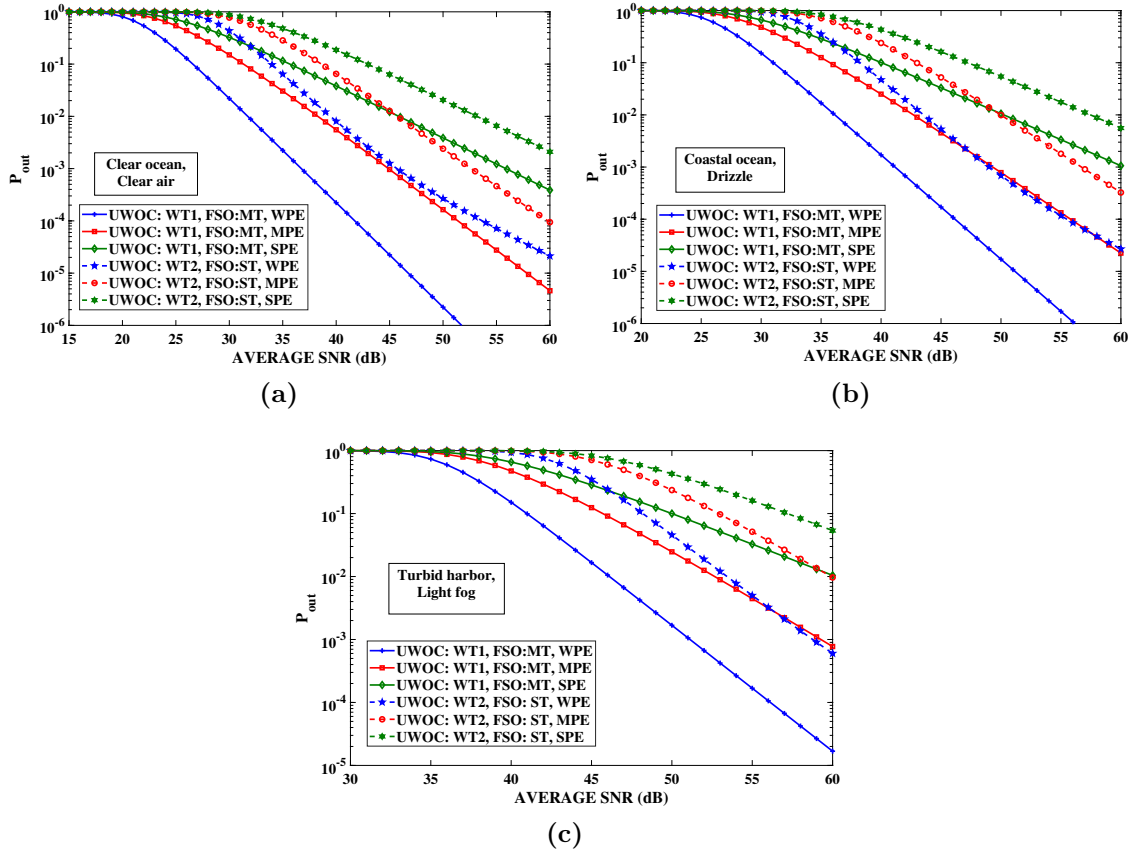 10^0
10^-1
10^-2
10^-3
10^-4
10^-5
10^-6
P_out
Clear ocean,
Clear air
UWOC: WT1, FSO:MT, WPE
UWOC: WT1, FSO:MT, MPE
UWOC: WT1, FSO:MT, SPE
UWOC: WT2, FSO:ST, WPE
UWOC: WT2, FSO:ST, MPE
UWOC: WT2, FSO:ST, SPE
15 20 25 30 35 40 45 50 55 60
AVERAGE SNR (dB)
(a)
10^0
10^-1
10^-2
10^-3
10^-4
10^-5
10^-6
P_out
Coastal ocean,
Drizzle
UWOC: WT1, FSO:MT, WPE
UWOC: WT1, FSO:MT, MPE
UWOC: WT1, FSO:MT, SPE
UWOC: WT2, FSO:ST, WPE
UWOC: WT2, FSO:ST, MPE
UWOC: WT2, FSO:ST, SPE
20 25 30 35 40 45 50 55 60
AVERAGE SNR (dB)
(b)
10^0
10^-1
10^-2
10^-3
10^-4
10^-5
P_out
Turbid harbor,
Light fog
UWOC: WT1, FSO:MT, WPE
UWOC: WT1, FSO:MT, MPE
UWOC: WT1, FSO:MT, SPE
UWOC: WT2, FSO: ST, WPE
UWOC: WT2, FSO: ST, MPE
UWOC: WT2, FSO: ST, SPE
30 35 40 45 50 55 60
AVERAGE SNR (dB)
(c)